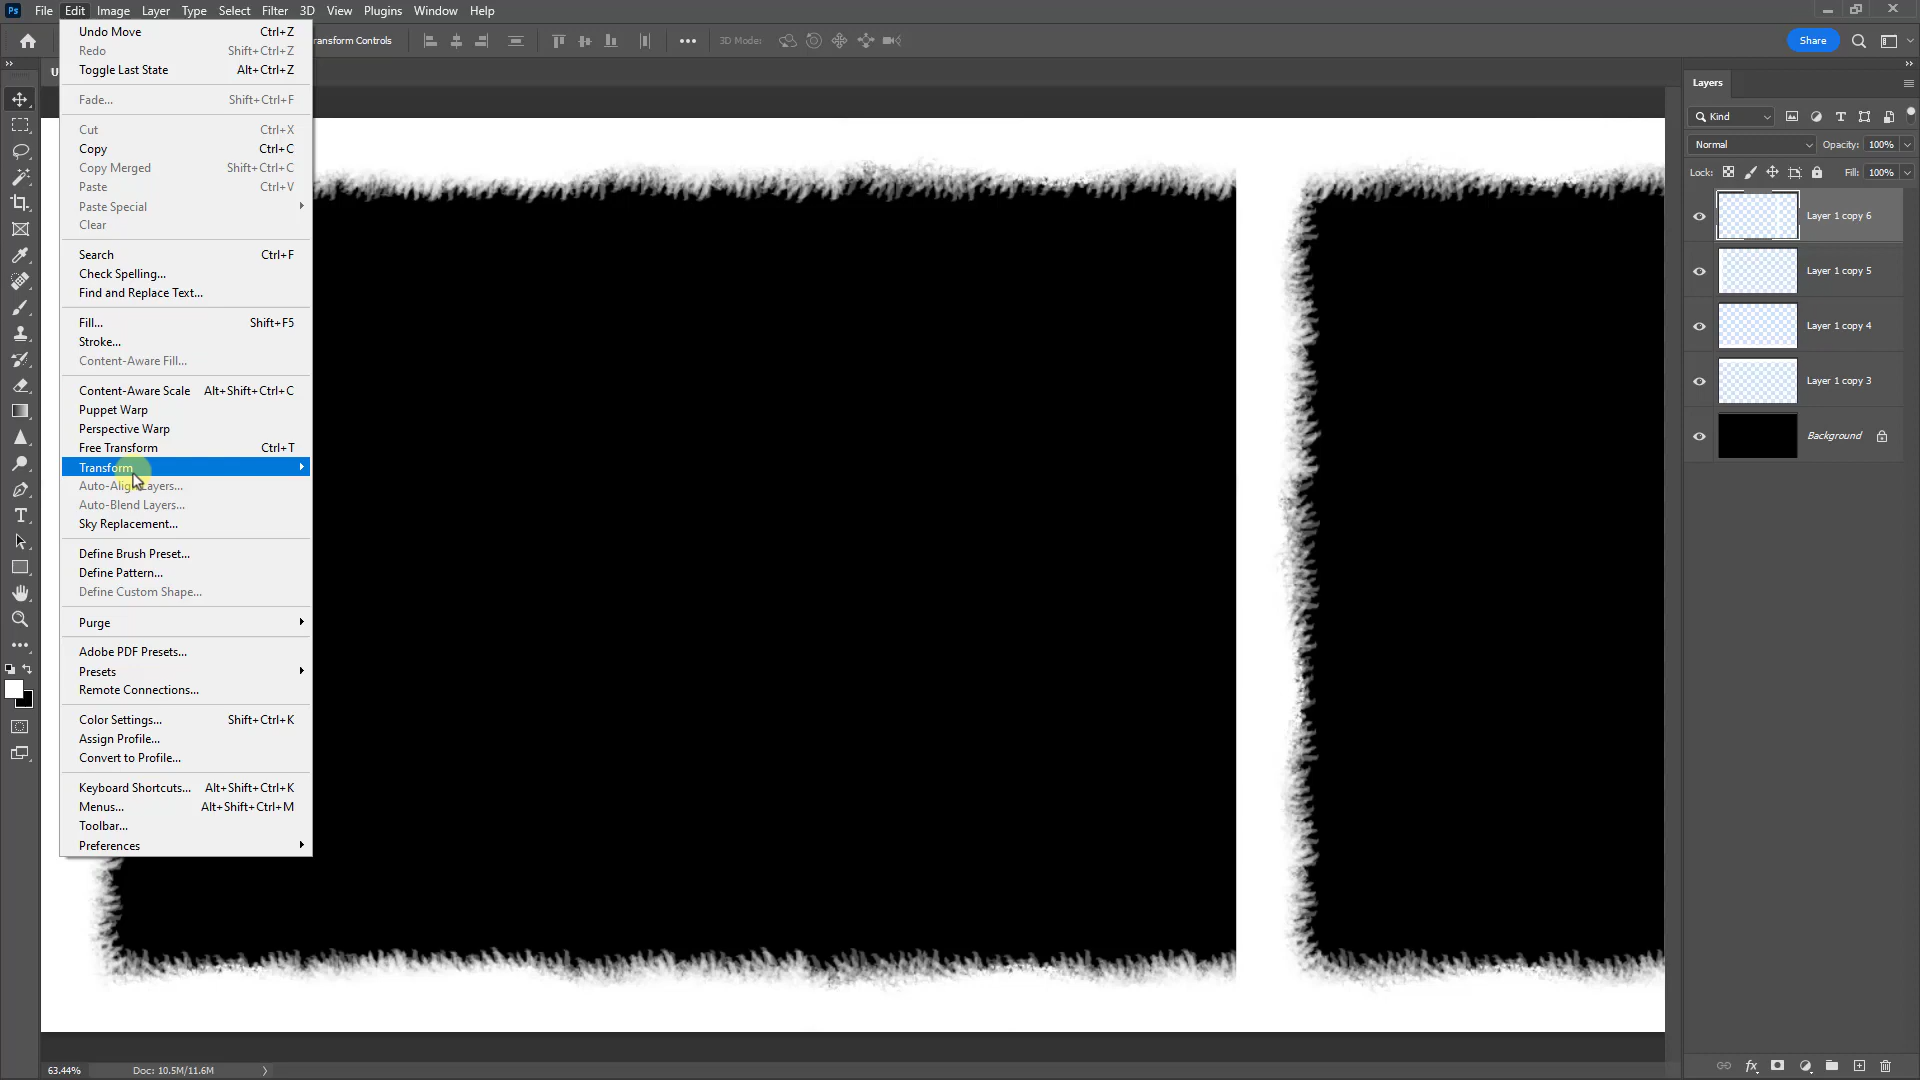 Ps File Edit Image Layer Type Select Filter 3D View Plugins Window Help
ransform Controls 3D Mode: Share
U
Undo Move Ctrl+Z
Redo Shift+Ctrl+Z
Toggle Last State Alt+Ctrl+Z
Fade... Shift+Ctrl+F
Cut Ctrl+X
Copy Ctrl+C
Copy Merged Shift+Ctrl+C
Paste Ctrl+V
Paste Special
Clear
Search Ctrl+F
Check Spelling...
Find and Replace Text...
Fill... Shift+F5
Stroke...
Content-Aware Fill...
Content-Aware Scale Alt+Shift+Ctrl+C
Puppet Warp
Perspective Warp
Free Transform Ctrl+T
Transform
Auto-Align Layers...
Auto-Blend Layers...
Sky Replacement...
Define Brush Preset...
Define Pattern...
Define Custom Shape...
Purge
Adobe PDF Presets...
Presets
Remote Connections...
Color Settings... Shift+Ctrl+K
Assign Profile...
Convert to Profile...
Keyboard Shortcuts... Alt+Shift+Ctrl+K
Menus... Alt+Shift+Ctrl+M
Toolbar...
Preferences
Layers
Kind
Normal Opacity: 100%
Lock: Fill: 100%
Layer 1 copy 6
Layer 1 copy 5
Layer 1 copy 4
Layer 1 copy 3
Background
63.44% Doc: 10.5M/11.6M